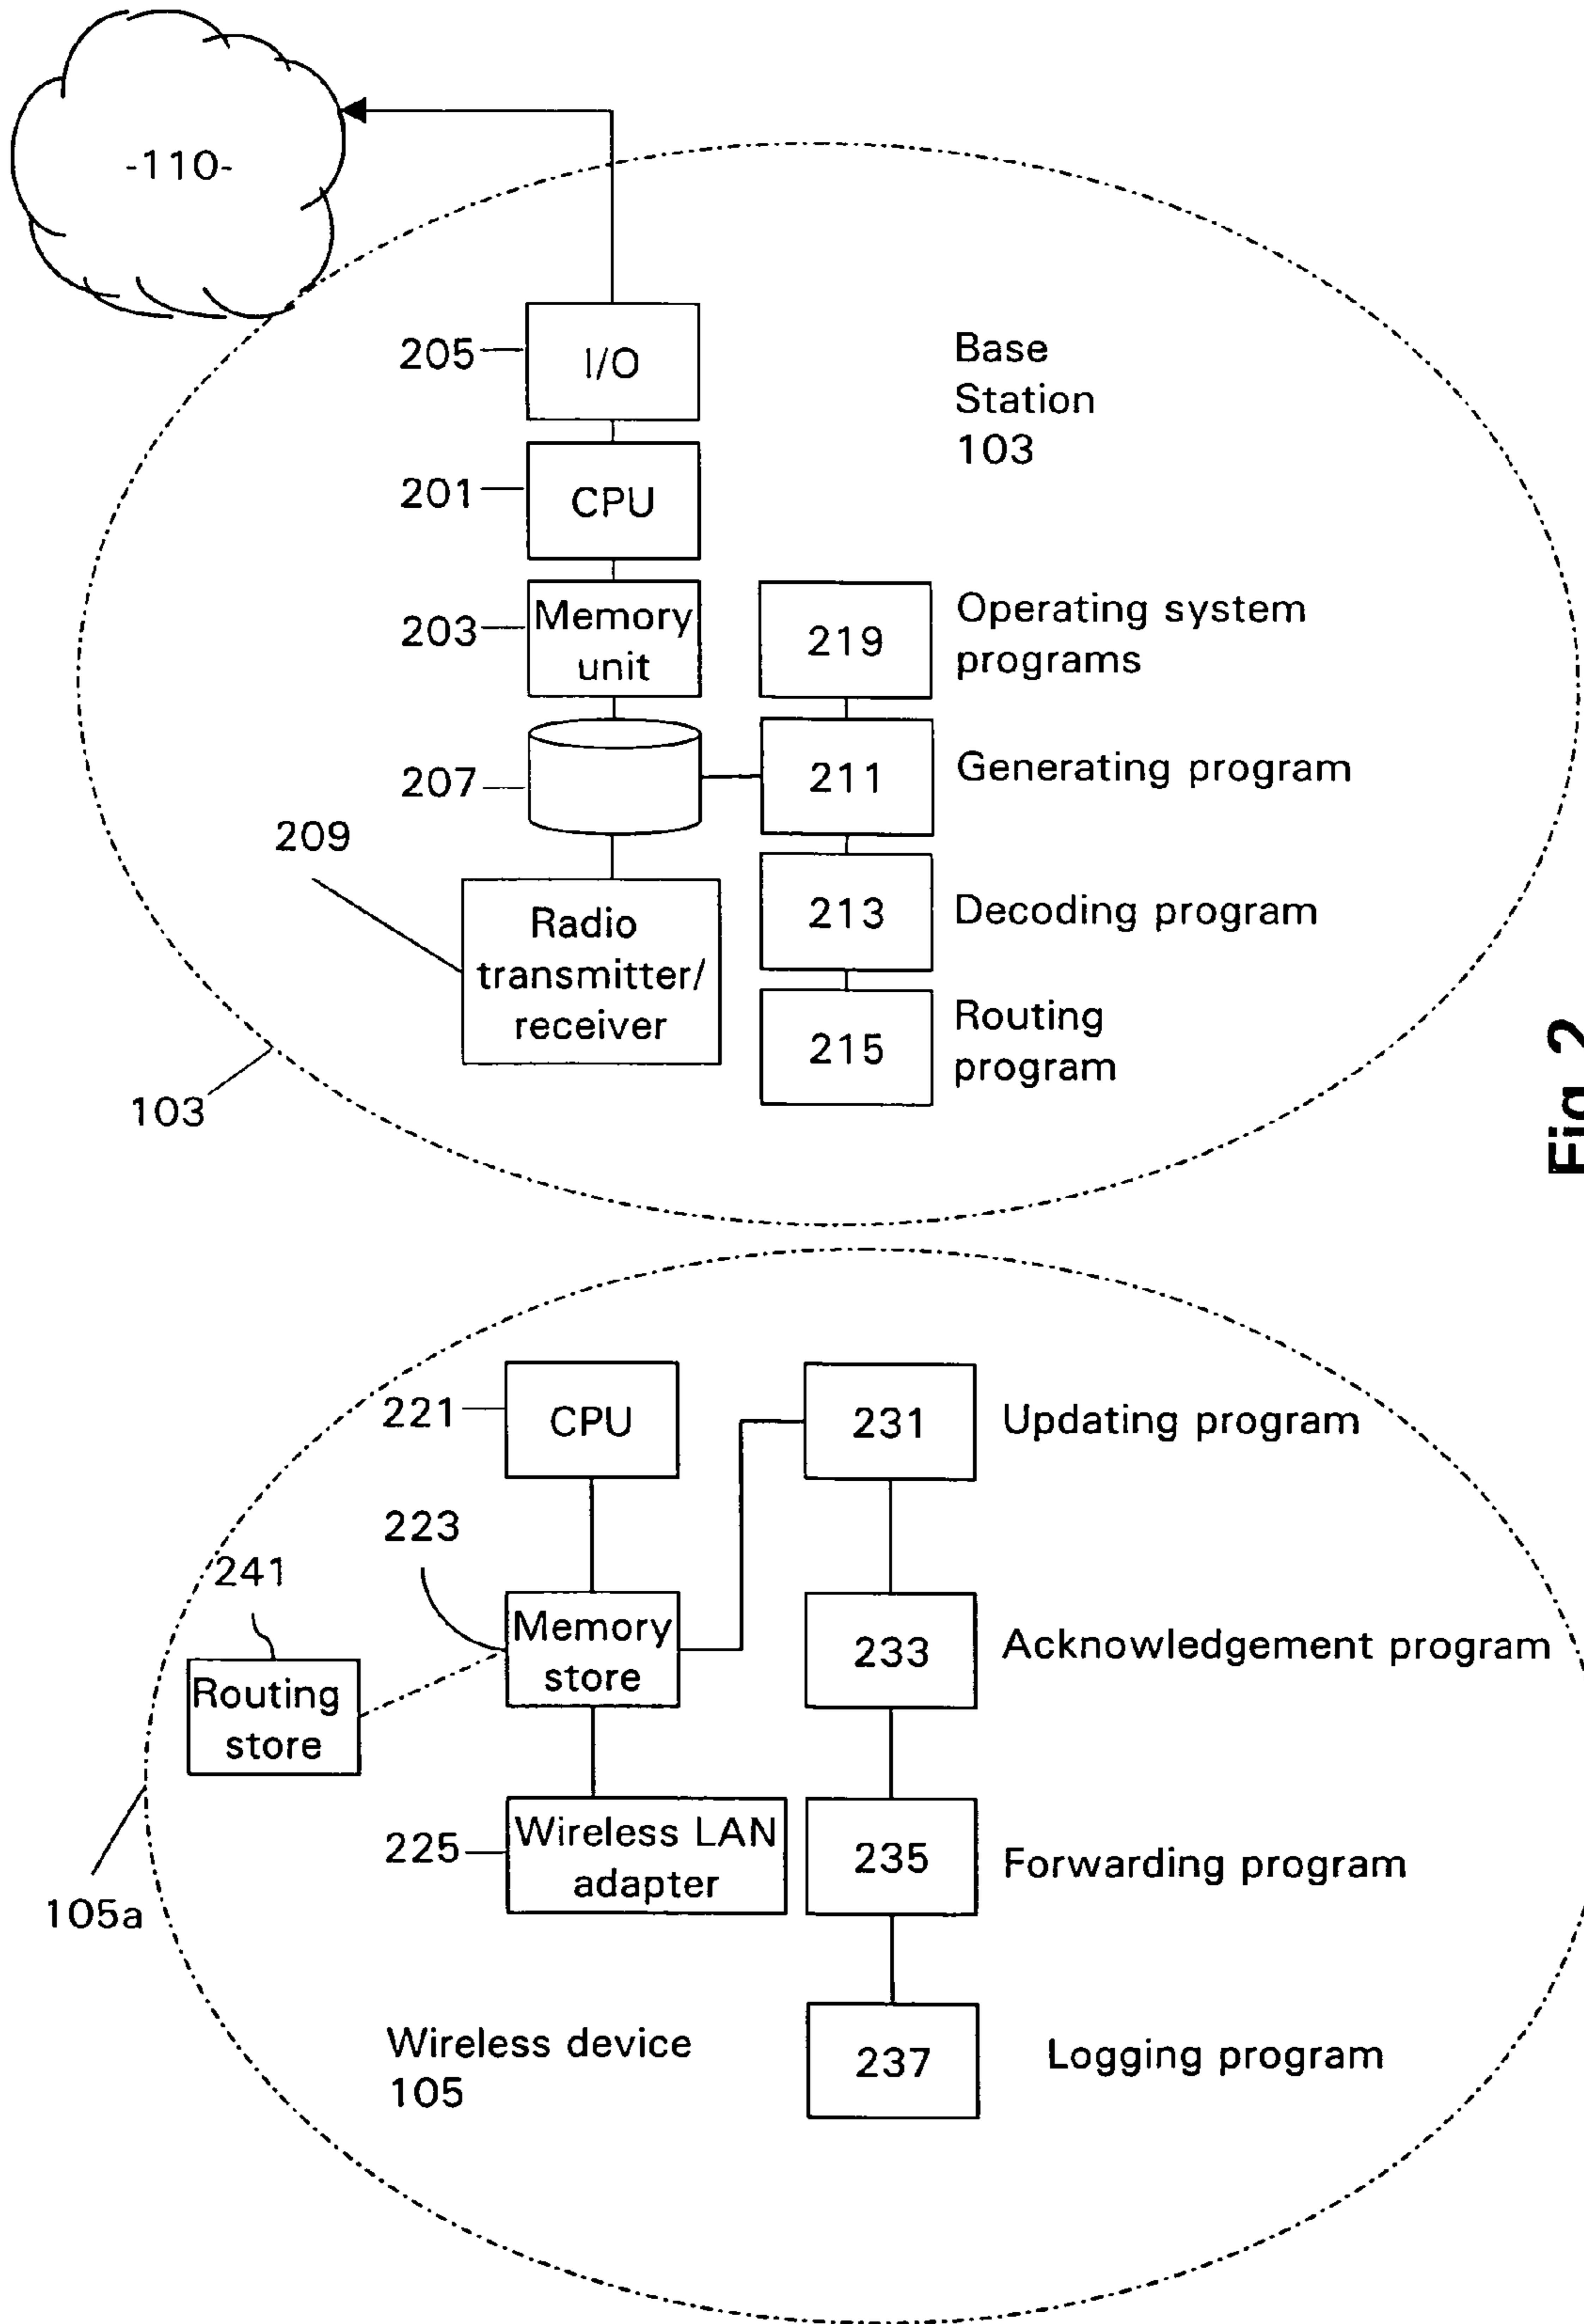 -110-
205
I/O
Base
Station
103
201
CPU
203
Memory
unit
219
Operating system
programs
207
211
Generating program
209
Radio
transmitter/
receiver
213
Decoding program
215
Routing
program
103
Fig 2
221
CPU
231
Updating program
223
241
Memory
store
233
Acknowledgement program
Routing
store
225
Wireless LAN
adapter
235
Forwarding program
105a
Wireless device
105
237
Logging program